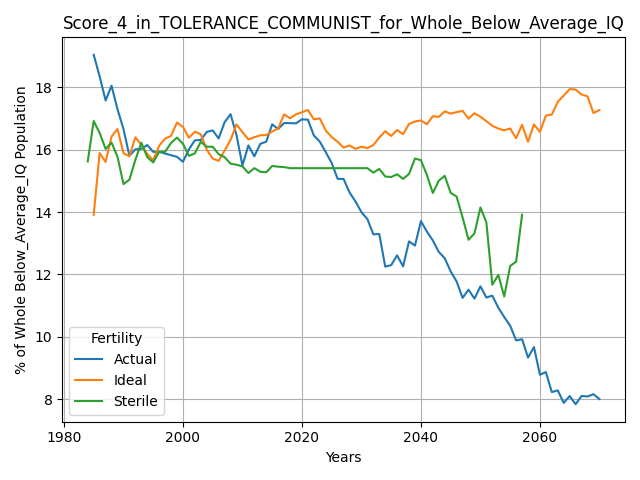 Score_4_in_TOLERANCE_COMMUNIST_for_Whole_Below_Average_IQ
% of Whole Below_Average_IQ Population
18
16
14
12
10
8
Fertility
Actual
Ideal
Sterile
1980
2000
2020
2040
2060
Years